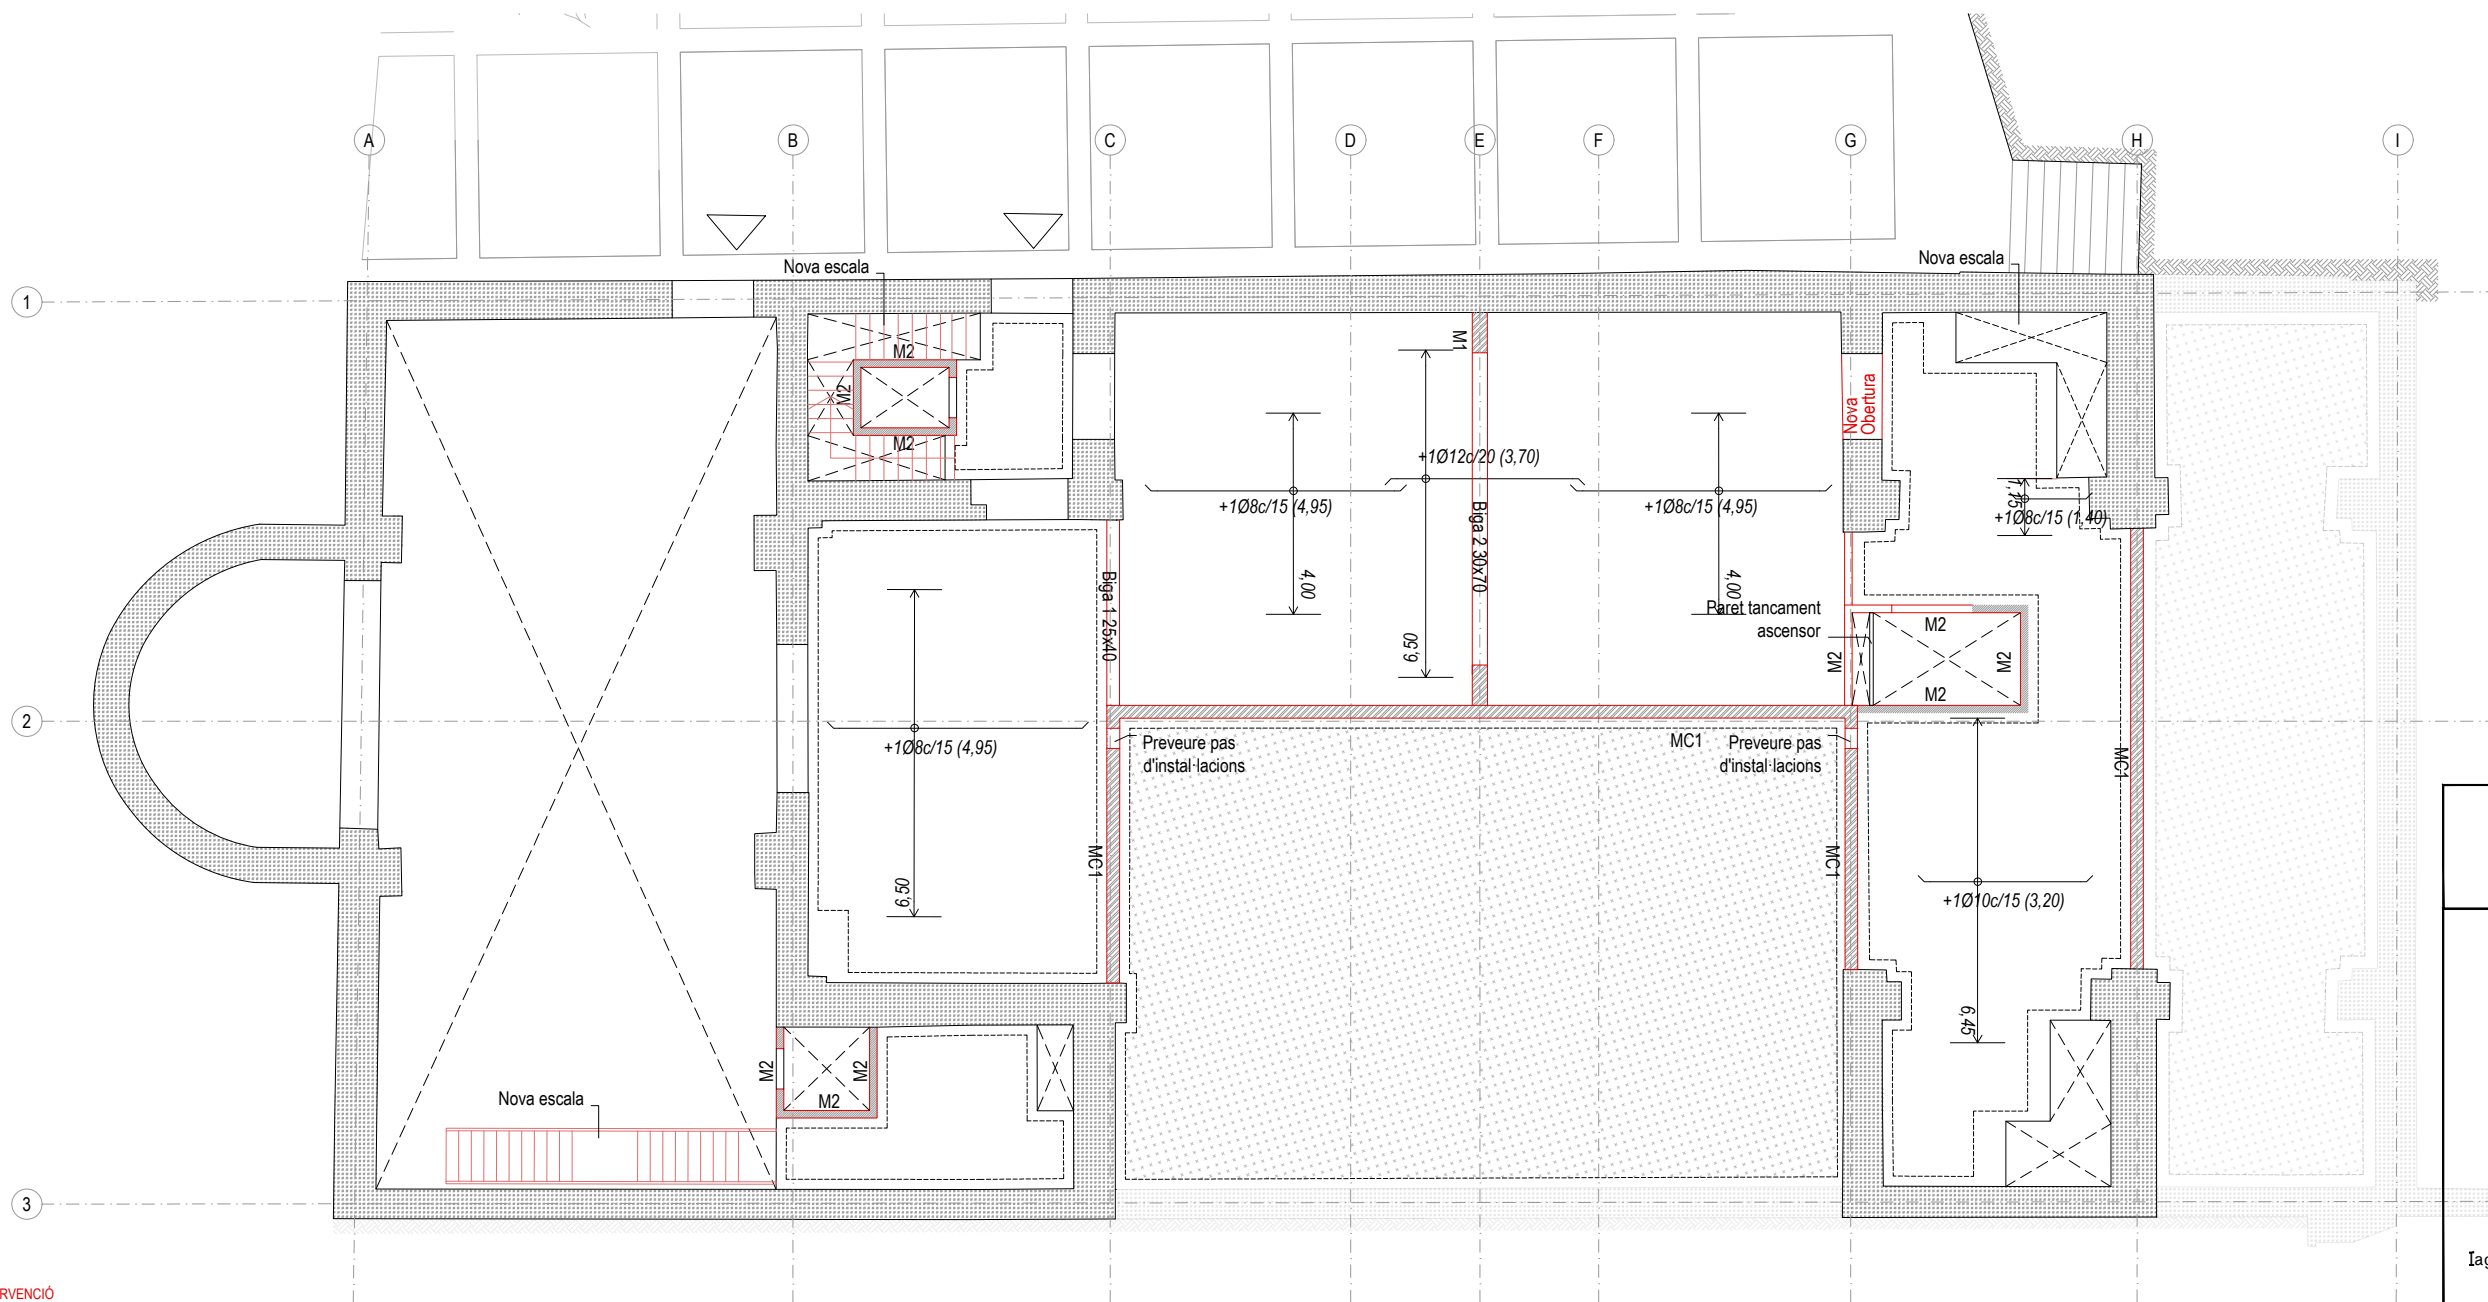 A
B
C
D
E
F
G
H
I
Nova escala
Nova escala
1
M2
M2
M2
M1
Nova
Obertura
+1Ø12c/20 (3,70)
+1Ø8c/15 (4,95)
+1Ø8c/15 (4,95)
1,15
+1Ø8c/15 (1,40)
Biga 1 25x40
Biga 2 30x70
4,00
4,00
6,50
Paret tancament
ascensor
M2
M2
M2
M2
2
+1Ø8c/15 (4,95)
Preveure pas
d'instal·lacions
MC1
Preveure pas
d'instal·lacions
MC1
MC1
MC1
6,50
+1Ø10c/15 (3,20)
6,45
M2
M2
M2
Nova escala
3
RVENCIÓ
Iag